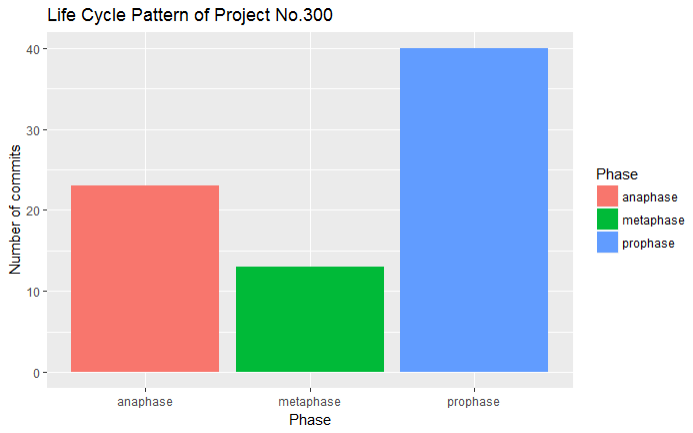 Life Cycle Pattern of Project No.300
Number of commits
40
30
20
10
0
anaphase metaphase prophase
Phase
Phase
anaphase
metaphase
prophase